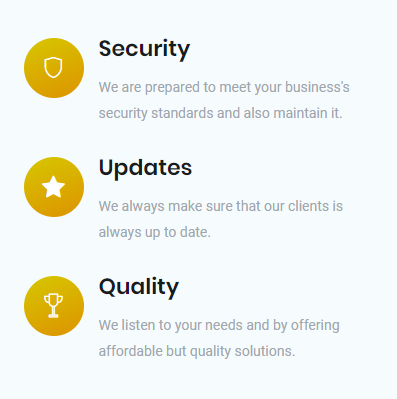 Security
We are prepared to meet your business's
security standards and also maintain it.
Updates
We always make sure that our clients is
always up to date.
Quality
We listen to your needs and by offering
affordable but quality solutions.